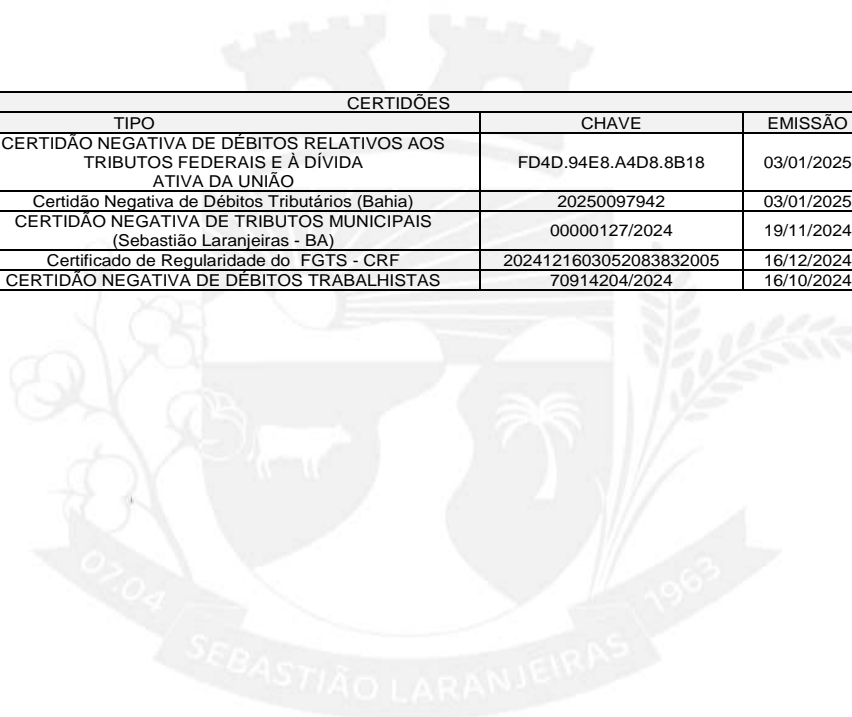 CERTIDÕES
TIPO CHAVE EMISSÃO
CERTIDÃO NEGATIVA DE DÉBITOS RELATIVOS AOS
TRIBUTOS FEDERAIS E À DÍVIDA
ATIVA DA UNIÃO
FD4D.94E8.A4D8.8B18 03/01/2025
Certidão Negativa de Débitos Tributários (Bahia) 20250097942 03/01/2025
CERTIDÃO NEGATIVA DE TRIBUTOS MUNICIPAIS
(Sebastião Laranjeiras - BA)
00000127/2024 19/11/2024
Certificado de Regularidade do FGTS - CRF 2024121603052083832005 16/12/2024
CERTIDÃO NEGATIVA DE DÉBITOS TRABALHISTAS 70914204/2024 16/10/2024
07.04 1963
SEBASTIÃO LARANJEIRAS